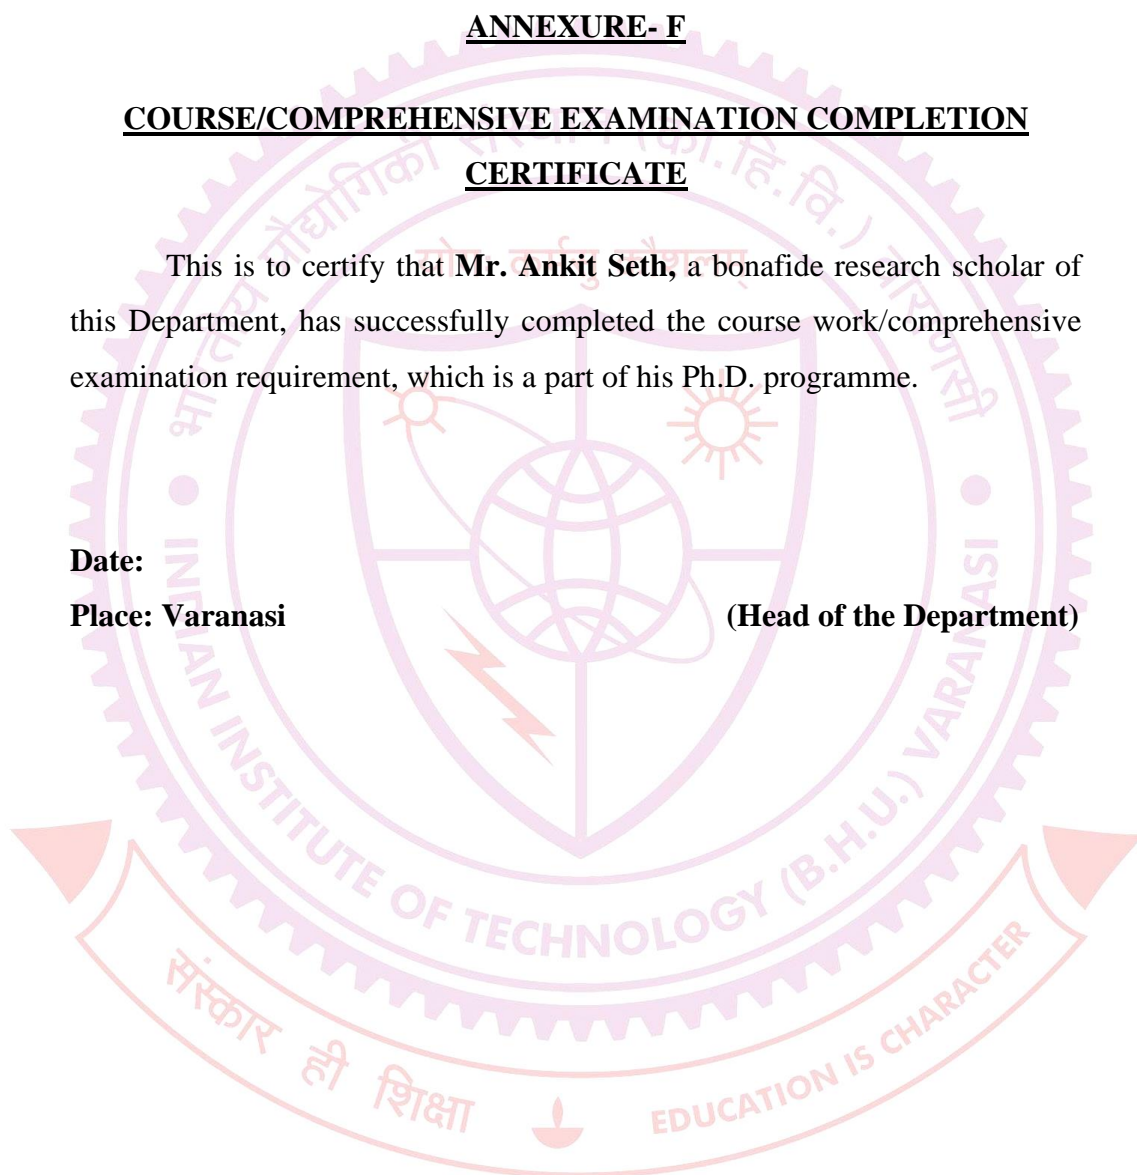 ANNEXURE- F
COURSE/COMPREHENSIVE EXAMINATION COMPLETION
CERTIFICATE
This is to certify that Mr. Ankit Seth, a bonafide research scholar of
this Department, has successfully completed the course work/comprehensive
examination requirement, which is a part of his Ph.D. programme.
Date:
Place: Varanasi (Head of the Department)
भारतीय प्रौद्योगिकी संस्थान (का.हि.वि.) वाराणसी
INDIAN INSTITUTE OF TECHNOLOGY (B.H.U.) VARANASI
संस्कार ही शिक्षा
EDUCATION IS CHARACTER